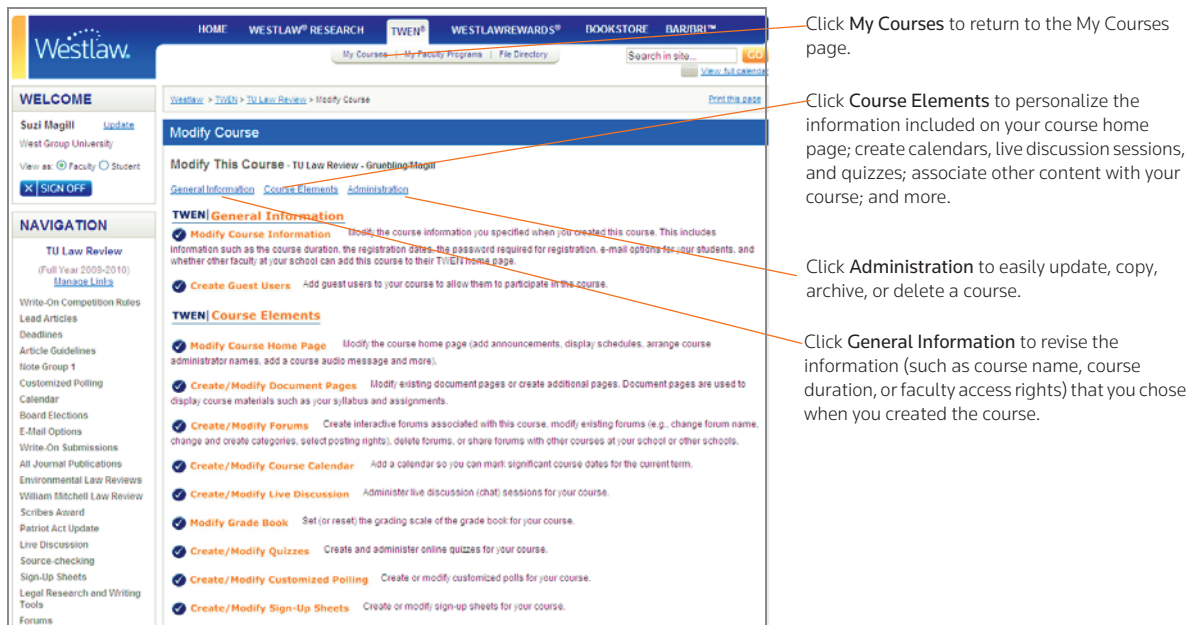 HOME WESTLAW® RESEARCH TWEN® WESTLAWREWARDS® BOOKSTORE BAR/BRI™
Westlaw.
My Courses | My Faculty Programs | File Directory
Search in site... GO
View full calendar
WELCOME
Suzi Magill Update
West Group University
View as: Faculty Student
X SIGN OFF
NAVIGATION
TU Law Review
(Full Year 2009-2010)
Manage Links
Write-On Competition Rules
Lead Articles
Deadlines
Article Guidelines
Note Group 1
Customized Polling
Calendar
Board Elections
E-Mail Options
Write-On Submissions
All Journal Publications
Environmental Law Reviews
William Mitchell Law Review
Scribes Award
Patriot Act Update
Live Discussion
Source-checking
Sign-Up Sheets
Legal Research and Writing
Tools
Forums
Westlaw > TWEN > TU Law Review > Modify Course Print this page
Modify Course
Modify This Course - TU Law Review - Gruebling Magill
General Information Course Elements Administration
TWEN| General Information
Modify Course Information Modify the course information you specified when you created this course. This includes
information such as the course duration, the registration dates, the password required for registration, e-mail options for your students, and
whether other faculty at your school can add this course to their TWEN home page.
Create Guest Users Add guest users to your course to allow them to participate in the course.
TWEN| Course Elements
Modify Course Home Page Modify the course home page (add announcements, display schedules, arrange course
administrator names, add a course audio message and more).
Create/Modify Document Pages Modify existing document pages or create additional pages. Document pages are used to
display course materials such as your syllabus and assignments.
Create/Modify Forums Create interactive forums associated with this course, modify existing forums (e.g., change forum name,
change and create categories, select posting rights), delete forums, or share forums with other courses at your school or other schools.
Create/Modify Course Calendar Add a calendar so you can mark significant course dates for the current term.
Create/Modify Live Discussion Administer live discussion (chat) sessions for your course.
Modify Grade Book Set (or reset) the grading scale of the grade book for your course.
Create/Modify Quizzes Create and administer online quizzes for your course.
Create/Modify Customized Polling Create or modify customized polls for your course.
Create/Modify Sign-Up Sheets Create or modify sign-up sheets for your course.
Click My Courses to return to the My Courses
page.
Click Course Elements to personalize the
information included on your course home
page; create calendars, live discussion sessions,
and quizzes; associate other content with your
course; and more.
Click Administration to easily update, copy,
archive, or delete a course.
Click General Information to revise the
information (such as course name, course
duration, or faculty access rights) that you chose
when you created the course.